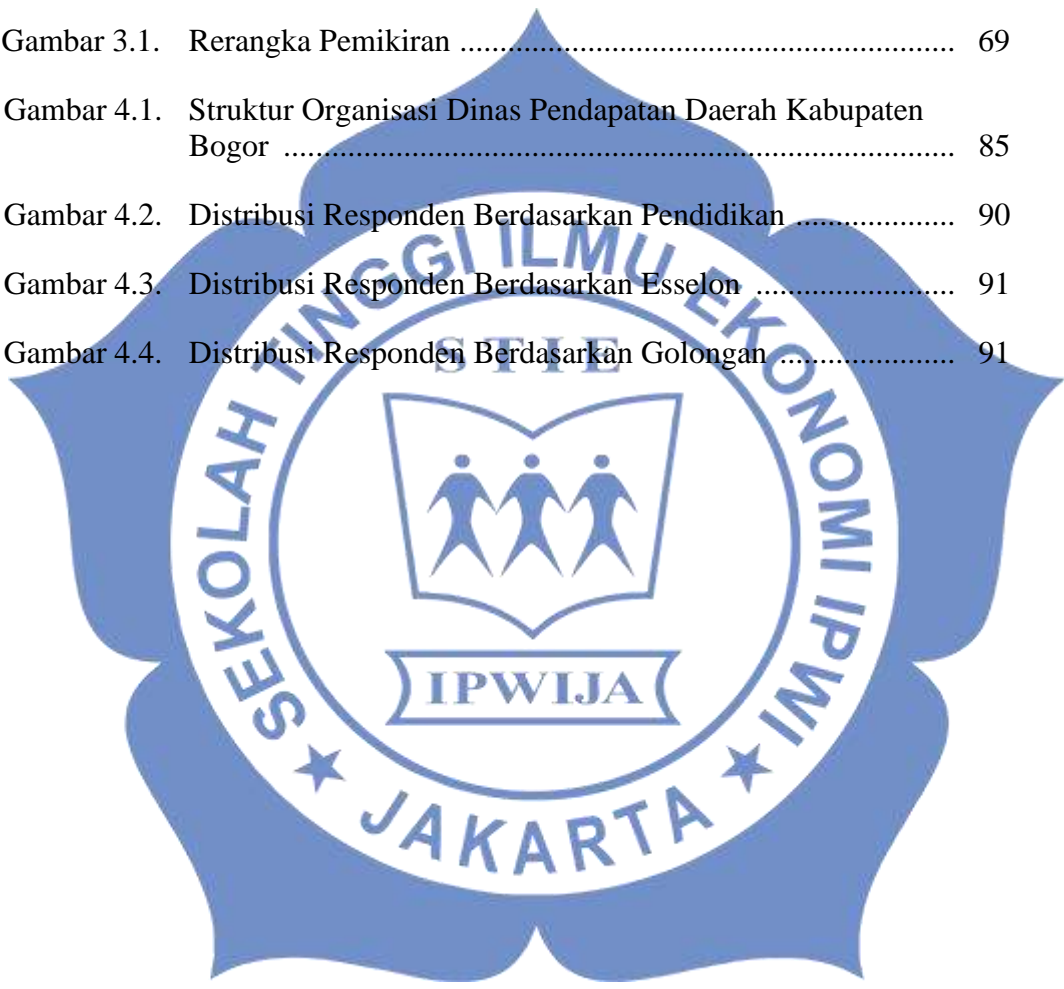 Gambar 3.1. Rerangka Pemikiran ............................................................. 69
Gambar 4.1. Struktur Organisasi Dinas Pendapatan Daerah Kabupaten
Bogor ................................................................................... 85
Gambar 4.2. Distribusi Responden Berdasarkan Pendidikan .................... 90
Gambar 4.3. Distribusi Responden Berdasarkan Esselon ......................... 91
Gambar 4.4. Distribusi Responden Berdasarkan Golongan ...................... 91
SEKOLAH TINGGI ILMU EKONOMI IPWIJA
STIE
IPWIJA
★ JAKARTA ★